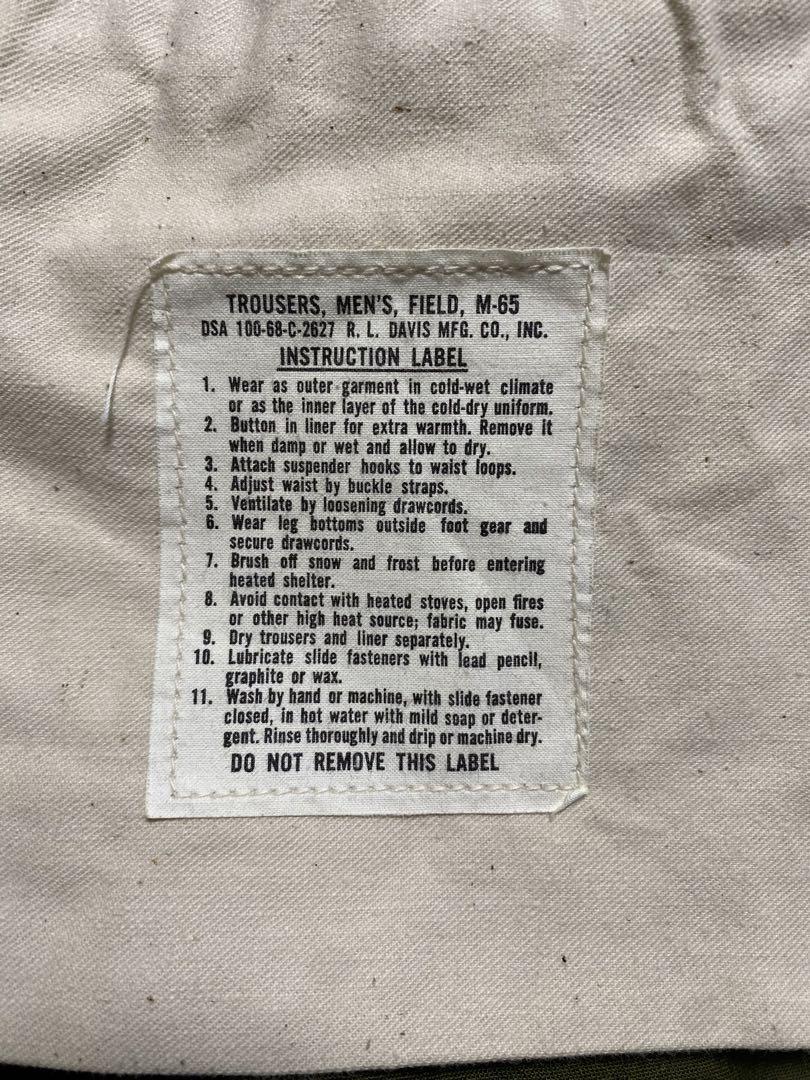 TROUSERS, MEN'S, FIELD, M-65
DSA 100-68-C-2627 R. L. DAVIS MFG. CO., INC.
INSTRUCTION LABEL
1. Wear as outer garment in cold-wet climate
or as the inner layer of the cold-dry uniform.
2. Button in liner for extra warmth. Remove it
when damp or wet and allow to dry.
3. Attach suspender hooks to waist loops.
4. Adjust waist by buckle straps.
5. Ventilate by loosening drawcords.
6. Wear leg bottoms outside foot gear and
secure drawcords.
7. Brush off snow and frost before entering
heated shelter.
8. Avoid contact with heated stoves, open fires
or other high heat source; fabric may fuse.
9. Dry trousers and liner separately.
10. Lubricate slide fasteners with lead pencil,
graphite or wax.
11. Wash by hand or machine, with slide fastener
closed, in hot water with mild soap or deter-
gent. Rinse thoroughly and drip or machine dry.
DO NOT REMOVE THIS LABEL